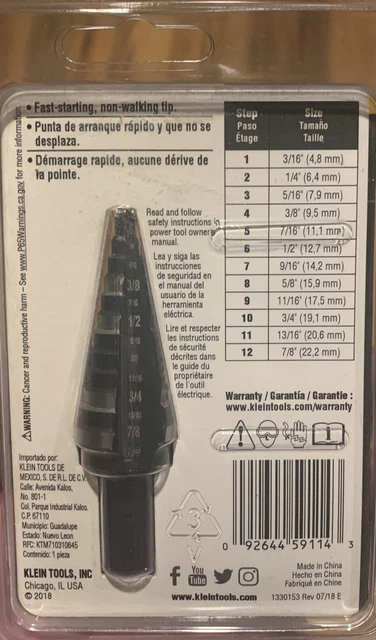 • Fast-starting, non-walking tip.
• Punta de arranque rápido y que no se
desplaza.
• Démarrage rapide, aucune dérive de
la pointe.
Step Size
Paso Tamaño
Étage Taille
1 3/16" (4,8 mm)
2 1/4" (6,4 mm)
3 5/16" (7,9 mm)
4 3/8" (9,5 mm)
5 7/16" (11,1 mm)
6 1/2" (12,7 mm)
7 9/16" (14,2 mm)
8 5/8" (15,9 mm)
9 11/16" (17,5 mm)
10 3/4" (19,1 mm)
11 13/16" (20,6 mm)
12 7/8" (22,2 mm)
Read and follow
safety instructions in
power tool owners
manual.
Lea y siga las
instrucciones
de seguridad en
el manual del
usuario de la
herramienta
eléctrica.
Lire et respecter
les instructions
de sécurité
décrites dans
le guide du
propriétaire
de l'outil
électrique.
3/8
1/2
3/4
7/8
WARNING: Cancer and reproductive harm – See www.P65Warnings.ca.gov for more information.
Warranty / Garantía / Garantie :
www.kleintools.com/warranty
Importado por:
KLEIN TOOLS DE
MEXICO, S. DE R.L. DE C.V.
Calle: Avenida Kalos,
No. 801-1
Col. Parque Industrial Kalos.
C.P. 67110
Municipio: Guadalupe
Estado: Nuevo Leon
RFC: KTM710310645
Contenido: 1 pieza
KLEIN TOOLS, INC
Chicago, IL USA
© 2018
3
You
Tube
www.kleintools.com
0 92644 59114 3
Made in China
Hecho en China
Fabriqué en Chine
1330153 Rev 07/18 E